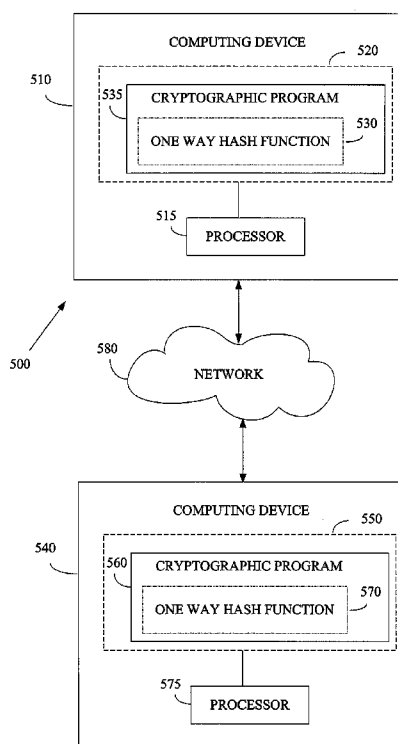 COMPUTING DEVICE
520
510
535
CRYPTOGRAPHIC PROGRAM
ONE WAY HASH FUNCTION
530
515
PROCESSOR
500
580
NETWORK
COMPUTING DEVICE
550
540
560
CRYPTOGRAPHIC PROGRAM
ONE WAY HASH FUNCTION
570
575
PROCESSOR